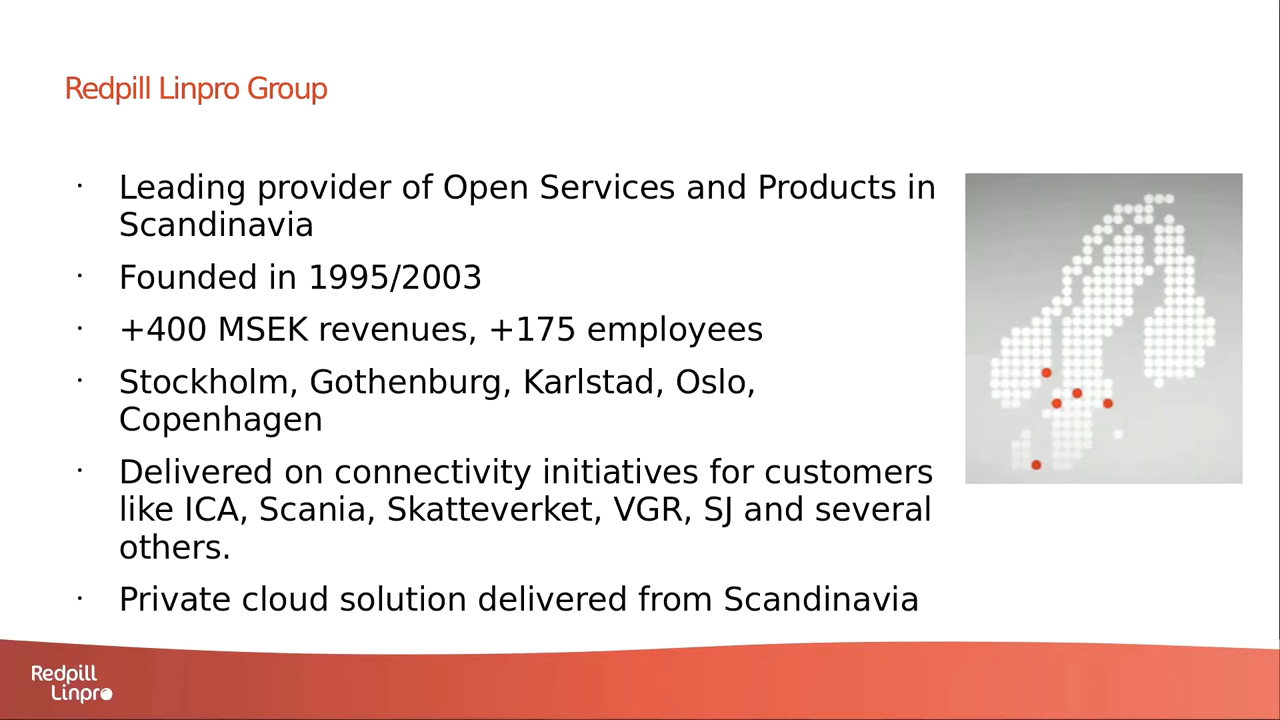 Redpill Linpro Group
· Leading provider of Open Services and Products in
Scandinavia
· Founded in 1995/2003
· +400 MSEK revenues, +175 employees
· Stockholm, Gothenburg, Karlstad, Oslo,
Copenhagen
· Delivered on connectivity initiatives for customers
like ICA, Scania, Skatteverket, VGR, SJ and several
others.
· Private cloud solution delivered from Scandinavia
Redpill
Linpro